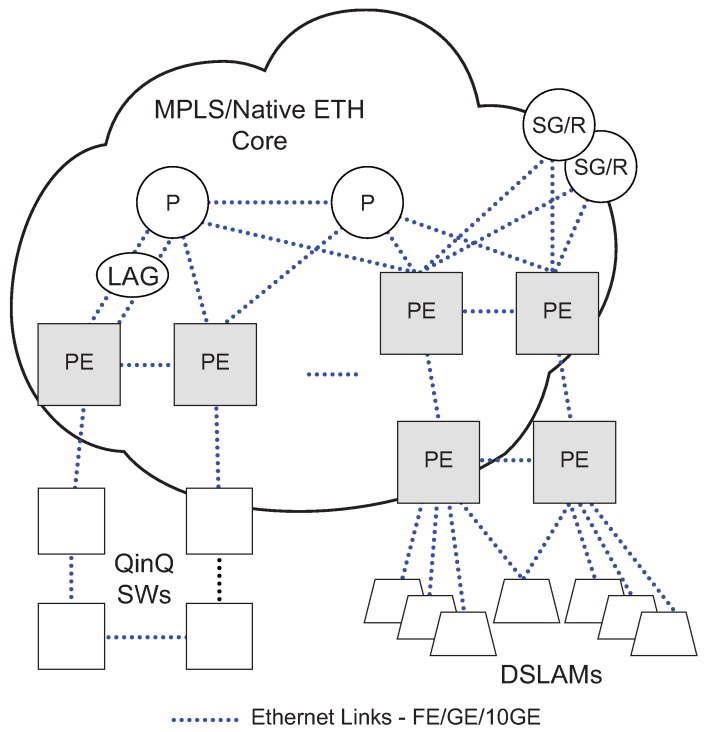 MPLS/Native ETH
Core
SG/R
SG/R
P
P
LAG
PE
PE
PE
PE
PE
PE
QinQ
SWs
DSLAMs
Ethernet Links - FE/GE/10GE